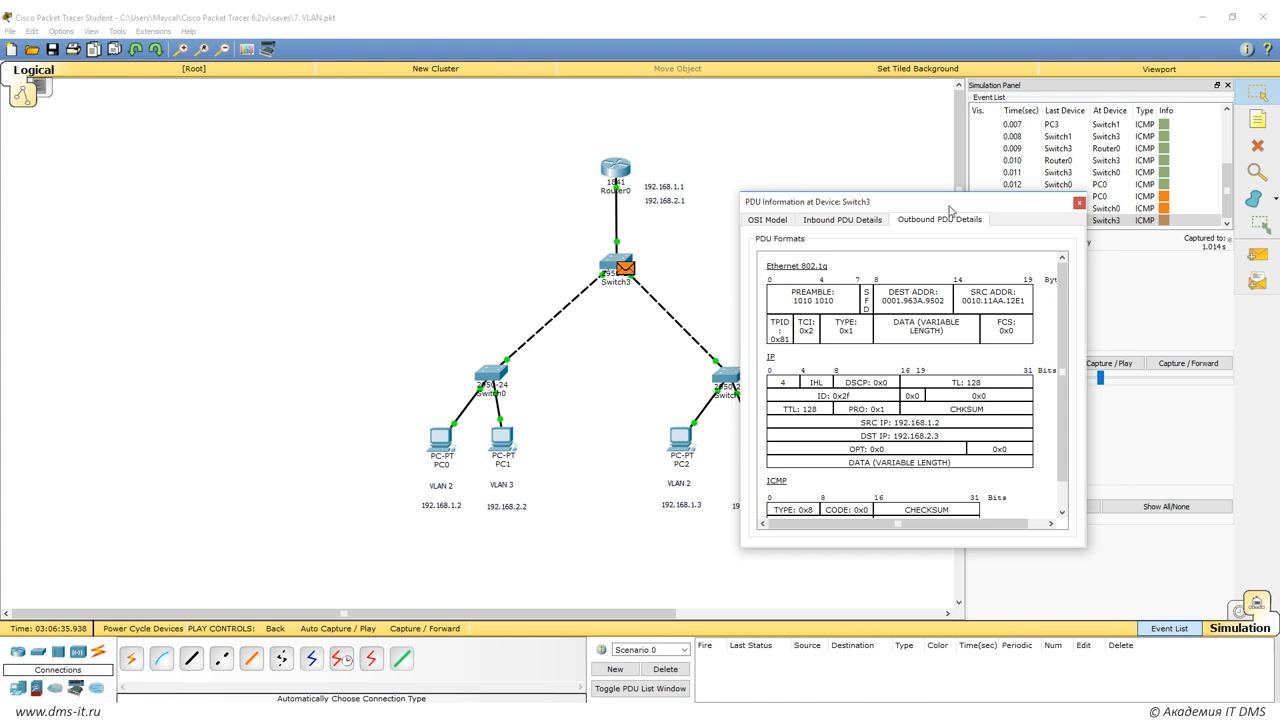 Cisco Packet Tracer Student - C:\Users\Maycal\Cisco Packet Tracer 6.2sv\saves\7. VLAN.pkt
File Edit Options View Tools Extensions Help
Logical [Root] New Cluster Move Object Set Tiled Background Viewport
Simulation Panel
Event List
Vis. Time(sec) Last Device At Device Type Info
0.007 PC3 Switch1 ICMP
0.008 Switch1 Switch3 ICMP
0.009 Switch3 Router0 ICMP
0.010 Router0 Switch3 ICMP
0.011 Switch3 Switch0 ICMP
0.012 Switch0 PC0 ICMP
PC0 ICMP
Switch0 ICMP
Switch3 ICMP
Captured to:
1.014 s
Capture / Play Capture / Forward
Show All/None
1841
Router0
192.168.1.1
192.168.2.1
Switch3
2950-24
Switch0
PC-PT
PC0
PC-PT
PC1
PC-PT
PC2
VLAN 2
VLAN 3
VLAN 2
192.168.1.2
192.168.2.2
192.168.1.3
PDU Information at Device: Switch3
OSI Model Inbound PDU Details Outbound PDU Details
PDU Formats
Ethernet 802.1q
0 4 7 8 14 19 Byt
PREAMBLE: 1010 1010
SFD
DEST ADDR: 0001.963A.9502
SRC ADDR: 0010.11AA.12E1
TPID : 0x81
TCI: 0x2
TYPE: 0x1
DATA (VARIABLE LENGTH)
FCS: 0x0
IP
0 4 8 16 19 31 Bits
4 IHL DSCP: 0x0 TL: 128
ID: 0x2f 0x0 0x0
TTL: 128 PRO: 0x1 CHKSUM
SRC IP: 192.168.1.2
DST IP: 192.168.2.3
OPT: 0x0 0x0
DATA (VARIABLE LENGTH)
ICMP
0 8 16 31 Bits
TYPE: 0x8 CODE: 0x0 CHECKSUM
Time: 03:06:35.938 Power Cycle Devices PLAY CONTROLS: Back Auto Capture / Play Capture / Forward Event List Simulation
Connections
Automatically Choose Connection Type
Scenario 0
New Delete
Toggle PDU List Window
Fire Last Status Source Destination Type Color Time(sec) Periodic Num Edit Delete
www.dms-it.ru
© Академия IT DMS